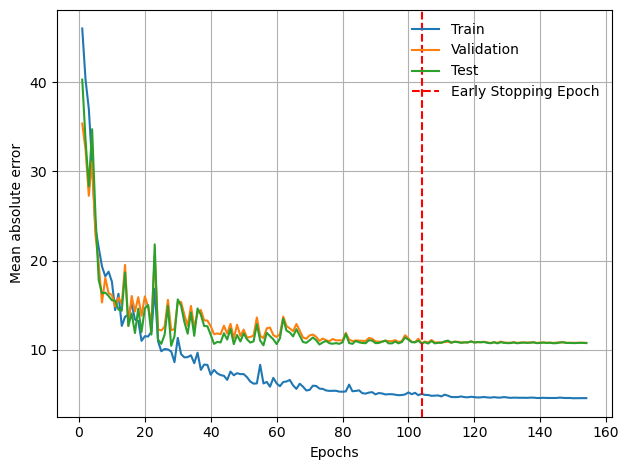 Train
Validation
Test
Early Stopping Epoch
40
30
20
10
Mean absolute error
0 20 40 60 80 100 120 140 160
Epochs